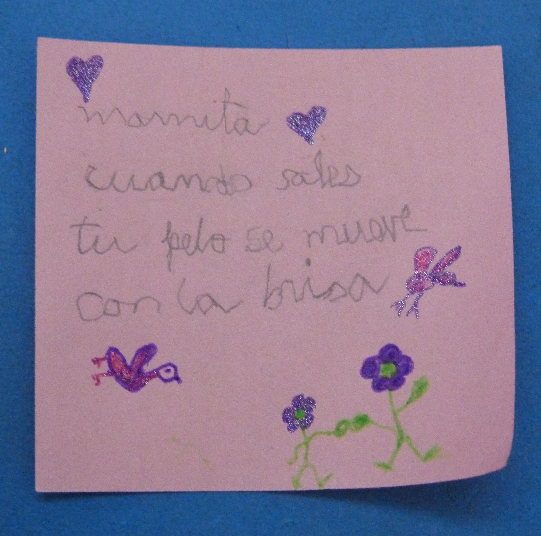 mamita
cuando sales
tu pelo se mueve
con la brisa